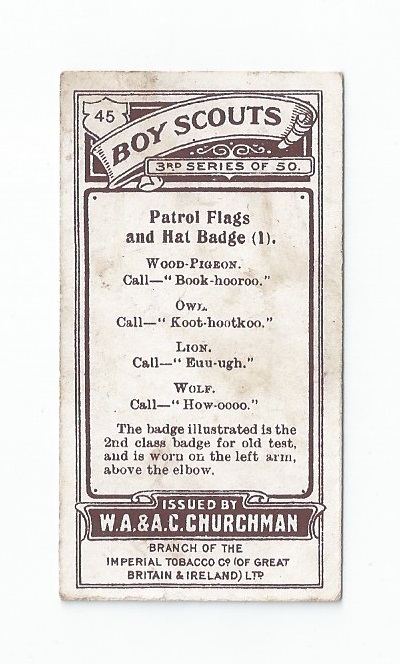 45
BOY SCOUTS
3RD SERIES OF 50.
Patrol Flags
and Hat Badge (1).
WOOD-PIGEON.
Call—"Book-hooroo."
OWL.
Call—"Koot-hootkoo."
LION.
Call—"Euu-ugh."
WOLF.
Call—"How-oooo."
The badge illustrated is the
2nd class badge for old test,
and is worn on the left arm,
above the elbow.
ISSUED BY
W.A. & A.C. CHURCHMAN
BRANCH OF THE
IMPERIAL TOBACCO CO (OF GREAT
BRITAIN & IRELAND) LTD